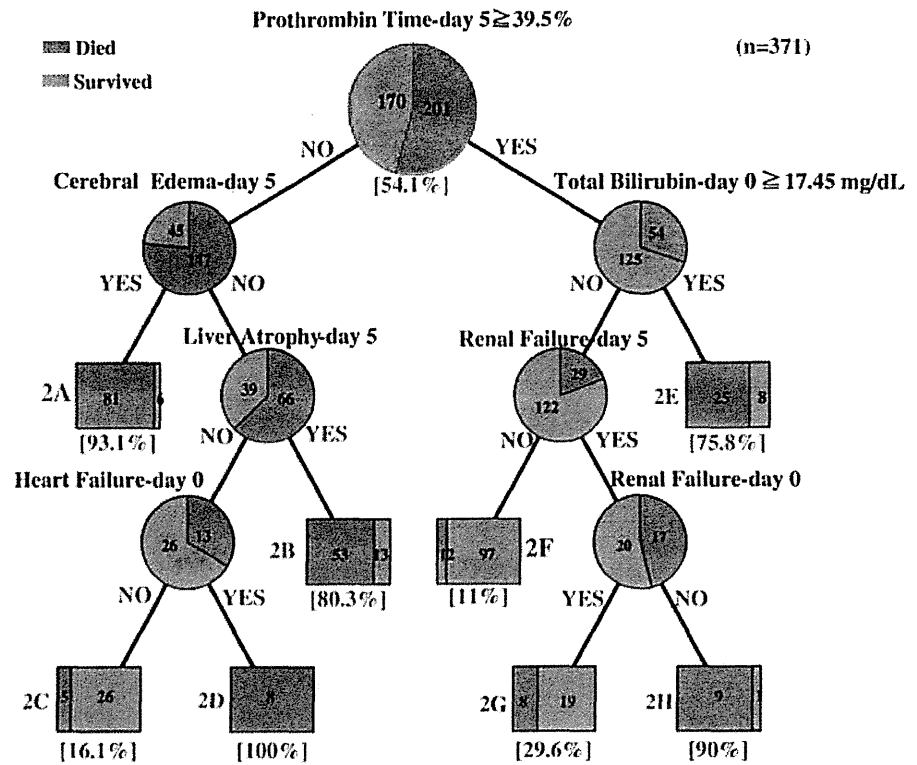 Prothrombin Time-day 5≧39.5%
Died
Survived
(n=371)
170
201
[54.1%]
NO
YES
Cerebral Edema-day 5
Total Bilirubin-day 0 ≧ 17.45 mg/dL
45
147
54
125
YES
NO
NO
YES
Liver Atrophy-day 5
Renal Failure-day 5
2A
81
6
[93.1%]
39
66
29
122
2E
25
8
[75.8%]
NO
YES
NO
YES
Heart Failure-day 0
Renal Failure-day 0
26
13
2B
53
13
[80.3%]
12
97
2F
[11%]
20
17
NO
YES
YES
NO
2C
5
26
[16.1%]
2D
8
[100%]
2G
8
19
[29.6%]
2H
9
1
[90%]